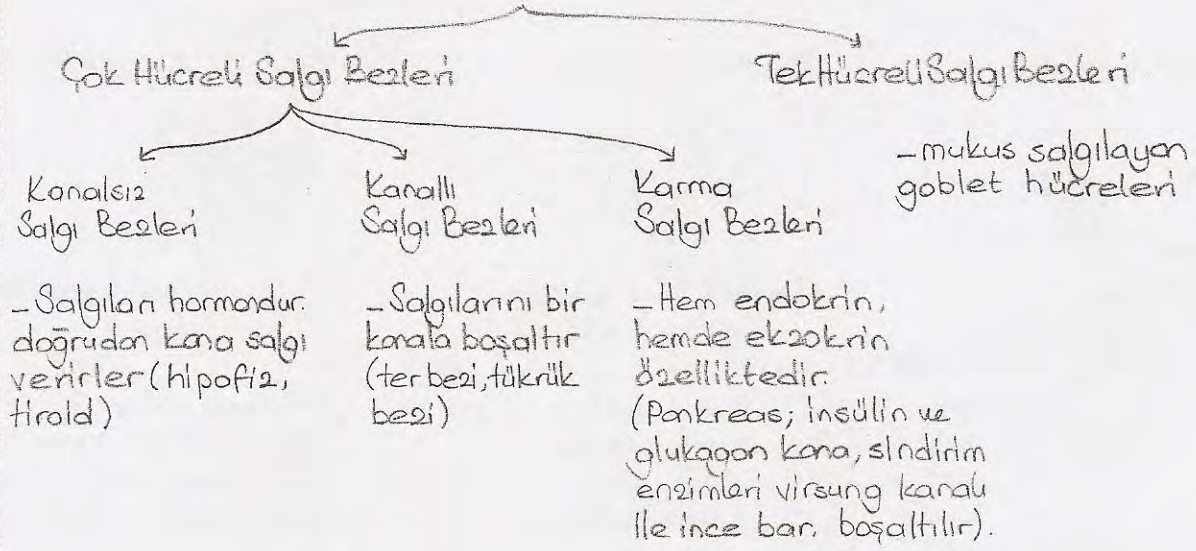 Çok Hücreli Salgı Bezleri
Tek Hücreli Salgı Bezleri
-mukus salgılayan
goblet hücreleri
Kanalsız
Salgı Bezleri
-Salgıları hormondur.
doğrudan kana salgı
verirler (hipofiz,
tiroid)
Kanallı
Salgı Bezleri
-Salgılarını bir
kanala boşaltır
(ter bezi, tükrük
bezi)
Karma
Salgı Bezleri
-Hem endokrin,
hemde ekzokrin
özelliktedir.
(Pankreas; insülin ve
glukagon kana, sindirim
enzimleri virsung kanalı
ile ince bar. boşaltılır).